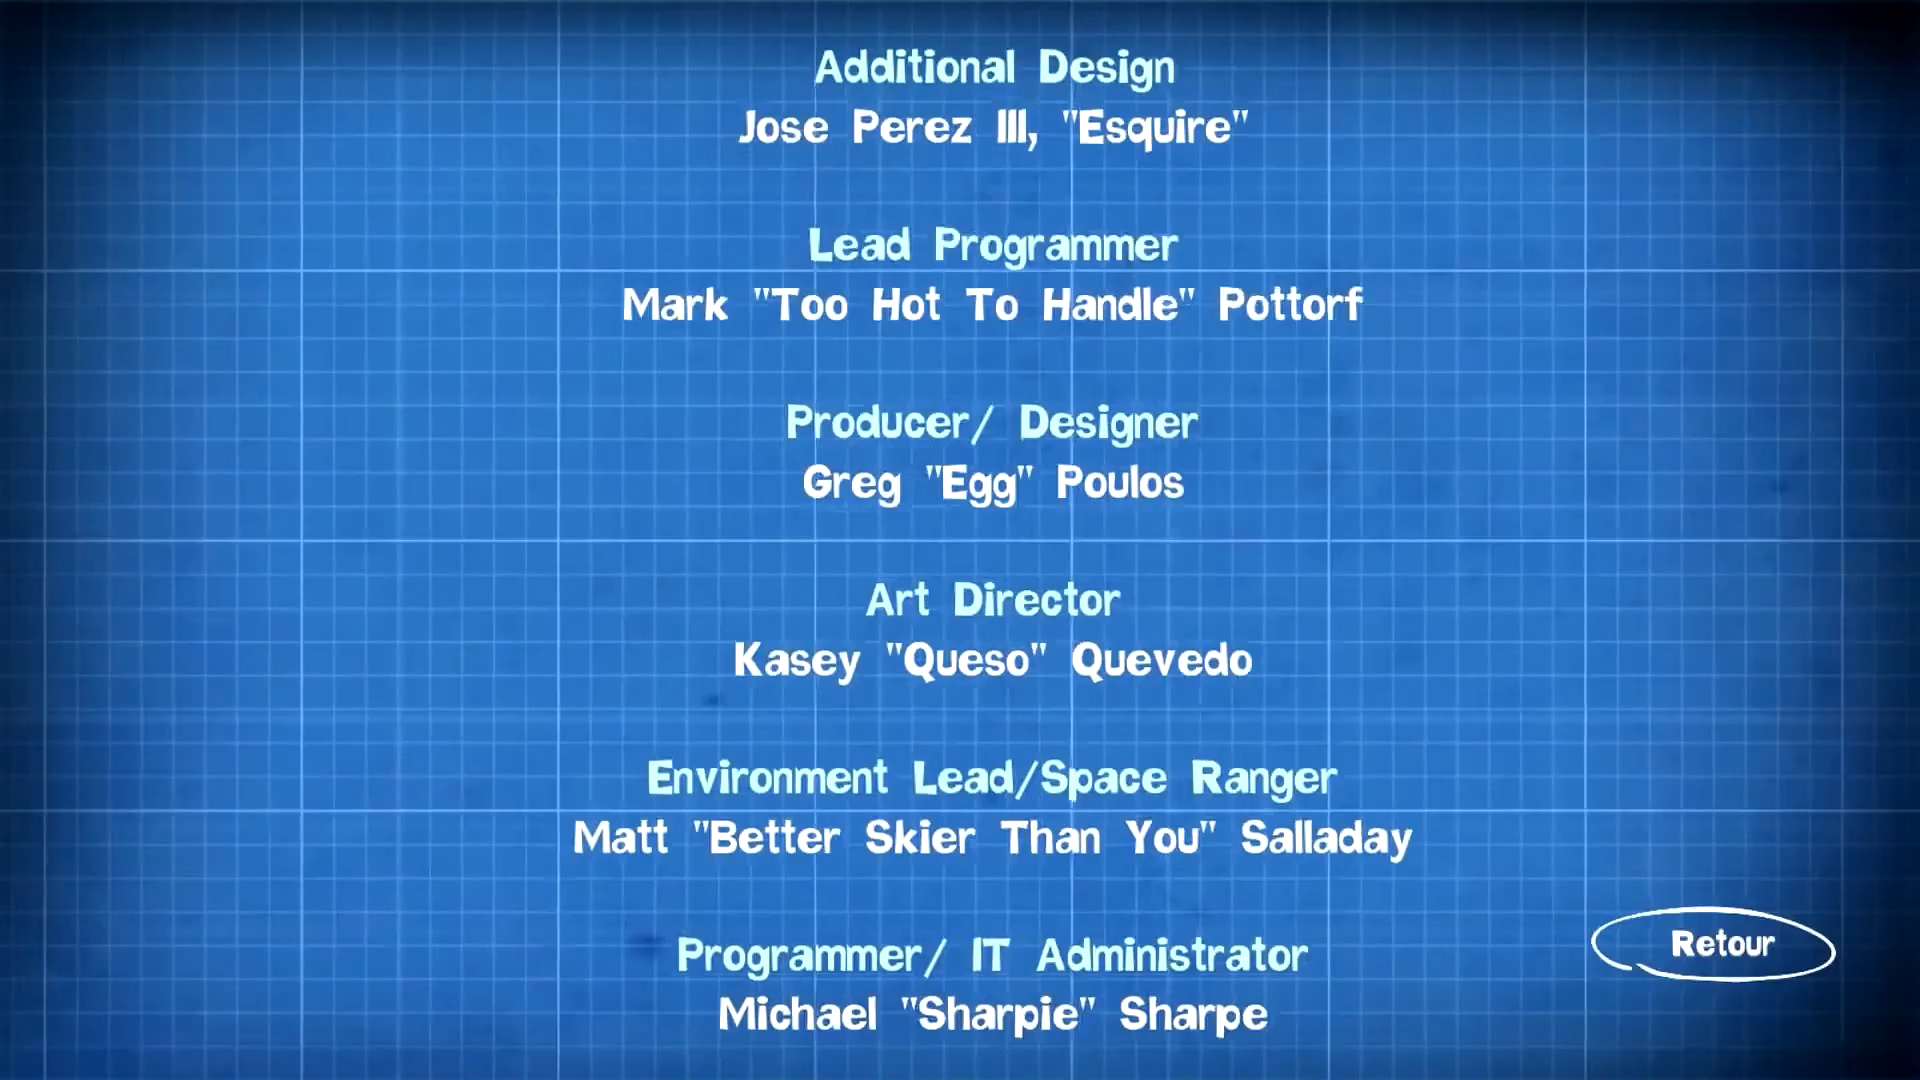 Additional Design
Jose Perez III, "Esquire"
Lead Programmer
Mark "Too Hot To Handle" Pottorf
Producer/ Designer
Greg "Egg" Poulos
Art Director
Kasey "Queso" Quevedo
Environment Lead/Space Ranger
Matt "Better Skier Than You" Salladay
Programmer/ IT Administrator
Michael "Sharpie" Sharpe
Retour